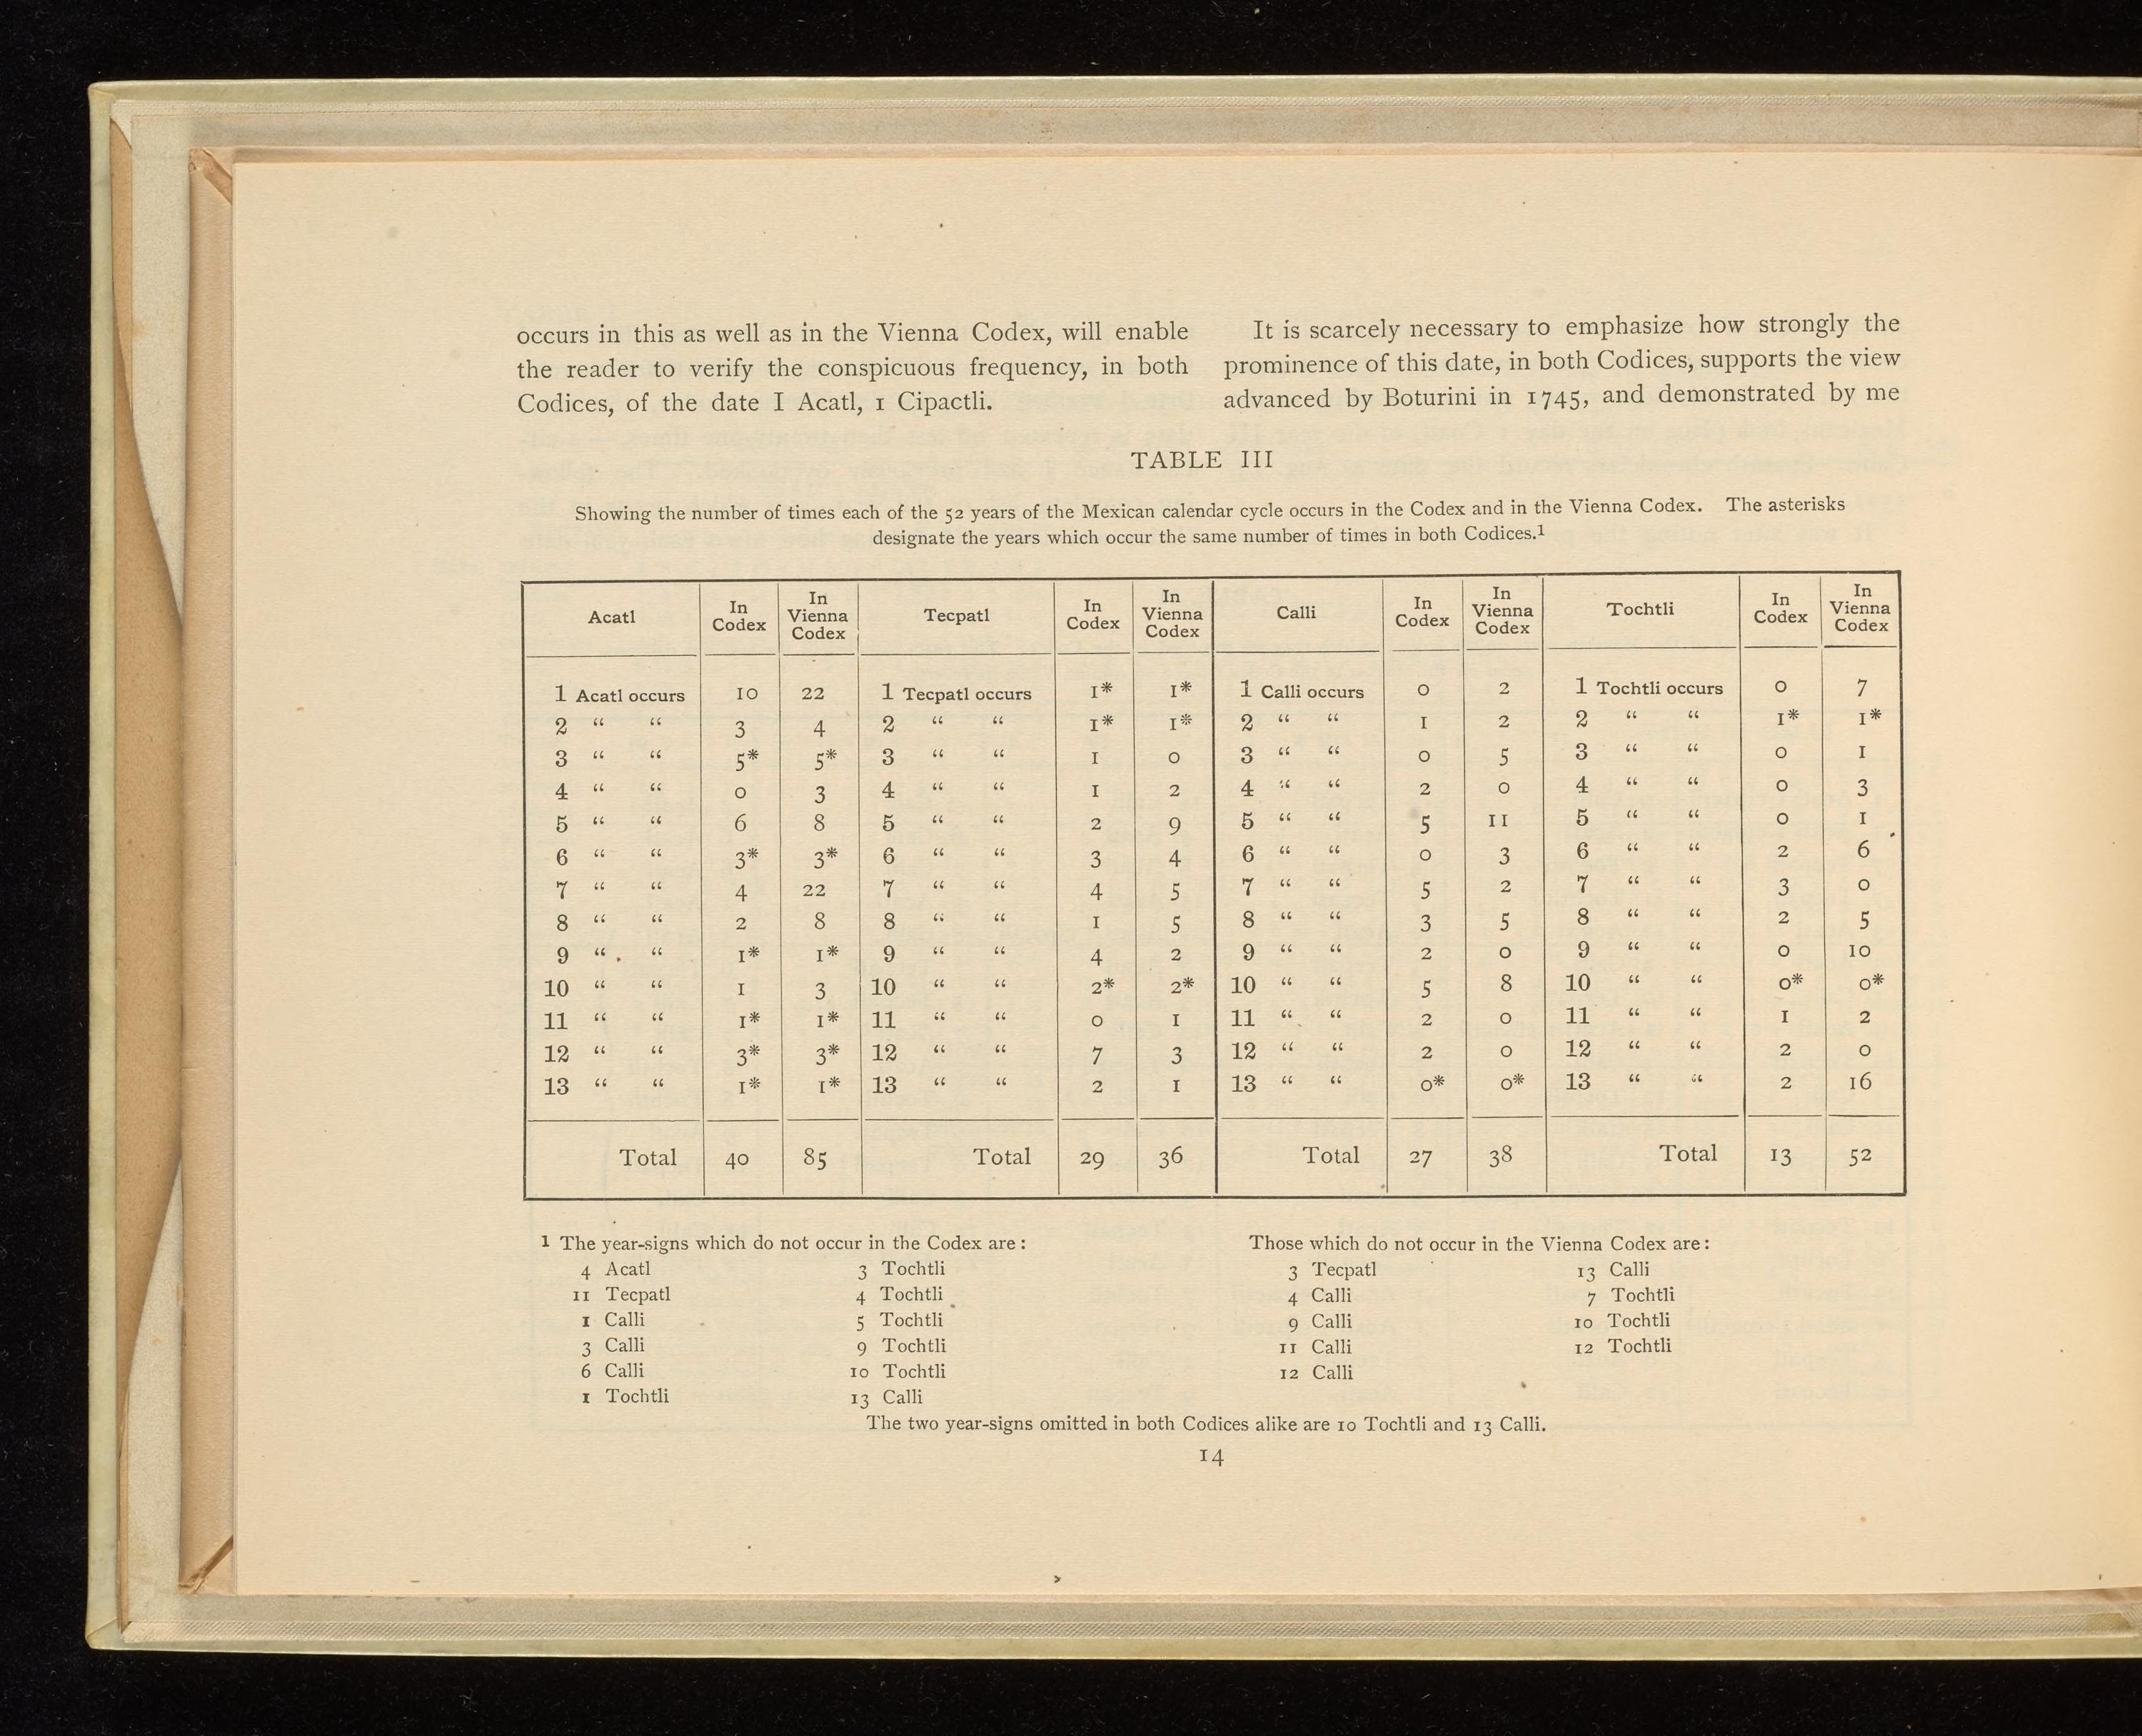 occurs in this as well as in the Vienna Codex, will enable
the reader to verify the conspicuous frequency, in both
Codices, of the date I Acatl, 1 Cipactli.
It is scarcely necessary to emphasize how strongly the
prominence of this date, in both Codices, supports the view
advanced by Boturini in 1745, and demonstrated by me
TABLE III
Showing the number of times each of the 52 years of the Mexican calendar cycle occurs in the Codex and in the Vienna Codex. The asterisks
designate the years which occur the same number of times in both Codices.1
Acatl In Codex In Vienna Codex Tecpatl In Codex In Vienna Codex Calli In Codex In Vienna Codex Tochtli In Codex In Vienna Codex
1 Acatl occurs 10 22 1 Tecpatl occurs 1* 1* 1 Calli occurs 0 2 1 Tochtli occurs 0 7
2 “ “ 3 4 2 “ “ 1* 1* 2 “ “ 1 2 2 “ “ 1* 1*
3 “ “ 5* 5* 3 “ “ 1 0 3 “ “ 0 5 3 “ “ 0 1
4 “ “ 0 3 4 “ “ 1 2 4 “ “ 2 0 4 “ “ 0 3
5 “ “ 6 8 5 “ “ 2 9 5 “ “ 5 11 5 “ “ 0 1
6 “ “ 3* 3* 6 “ “ 3 4 6 “ “ 0 3 6 “ “ 2 6
7 “ “ 4 22 7 “ “ 4 5 7 “ “ 5 2 7 “ “ 3 0
8 “ “ 2 8 8 “ “ 1 5 8 “ “ 3 5 8 “ “ 2 5
9 “ “ 1* 1* 9 “ “ 4 2 9 “ “ 2 0 9 “ “ 0 10
10 “ “ 1 3 10 “ “ 2* 2* 10 “ “ 5 8 10 “ “ 0* 0*
11 “ “ 1* 1* 11 “ “ 0 1 11 “ “ 2 0 11 “ “ 1 2
12 “ “ 3* 3* 12 “ “ 7 3 12 “ “ 2 0 12 “ “ 2 0
13 “ “ 1* 1* 13 “ “ 2 1 13 “ “ 0* 0* 13 “ “ 2 16
Total 40 85 Total 29 36 Total 27 38 Total 13 52
1 The year-signs which do not occur in the Codex are:
4 Acatl 3 Tochtli
11 Tecpatl 4 Tochtli
1 Calli 5 Tochtli
3 Calli 9 Tochtli
6 Calli 10 Tochtli
1 Tochtli 13 Calli
Those which do not occur in the Vienna Codex are:
3 Tecpatl 13 Calli
4 Calli 7 Tochtli
9 Calli 10 Tochtli
11 Calli 12 Tochtli
12 Calli
The two year-signs omitted in both Codices alike are 10 Tochtli and 13 Calli.
14